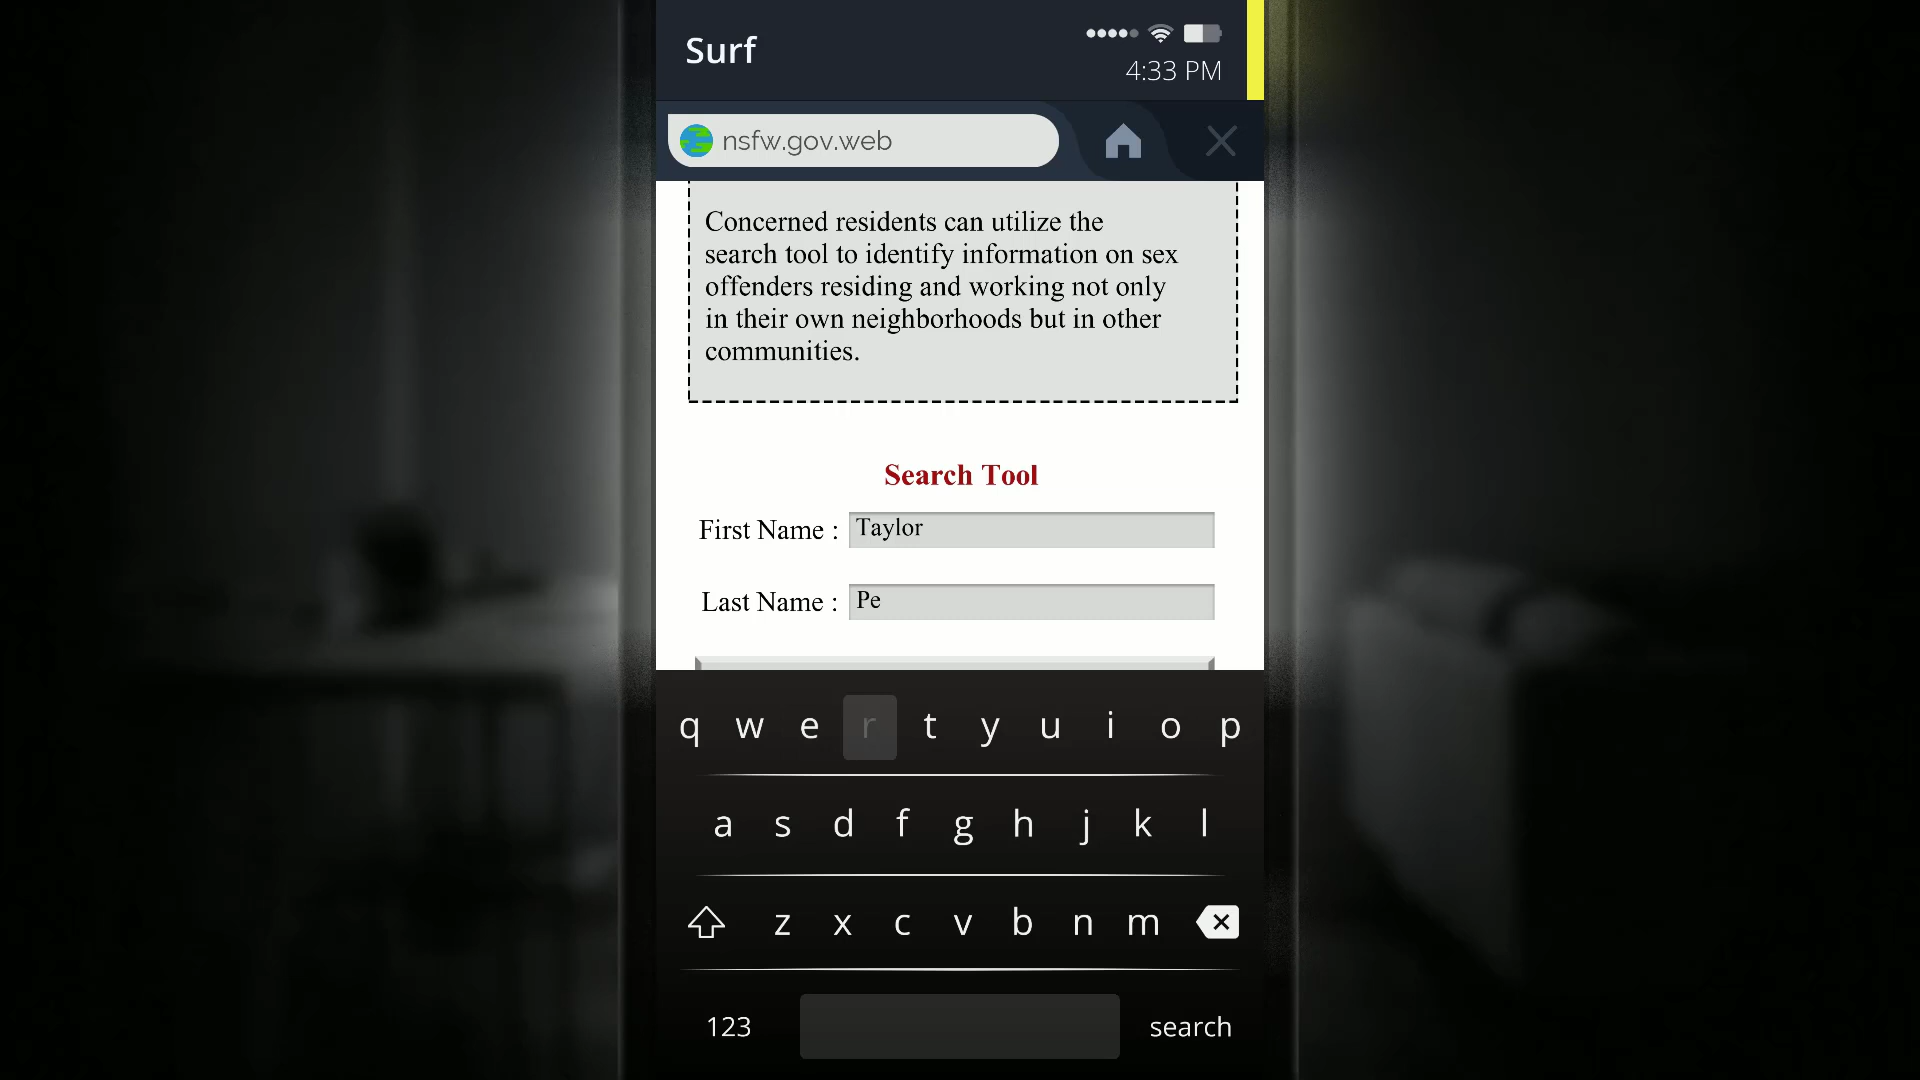 Surf
4:33 PM
nsfw.gov.web
Concerned residents can utilize the
search tool to identify information on sex
offenders residing and working not only
in their own neighborhoods but in other
communities.
Search Tool
First Name : Taylor
Last Name : Pe
q w e r t y u i o p
a s d f g h j k l
z x c v b n m
123 search